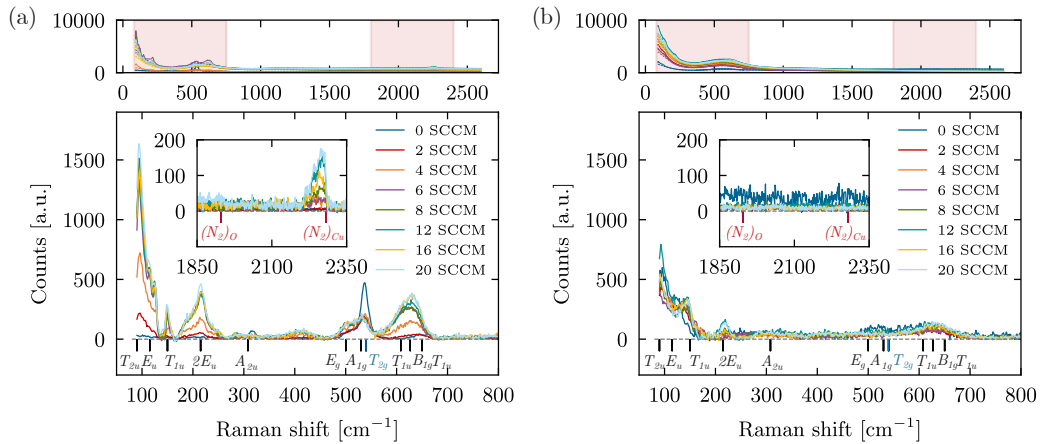 (a)
10000
0
0 500 1000 1500 2000 2500
Counts [a.u.]
1500
1000
500
0
200
100
0
(N2)O (N2)Cu
1850 2100 2350
0 SCCM
2 SCCM
4 SCCM
6 SCCM
8 SCCM
12 SCCM
16 SCCM
20 SCCM
T2u Eu T1u 2Eu A2u Eg A1g T2g T1u B1g T1u
100 200 300 400 500 600 700 800
Raman shift [cm−1]
(b)
10000
0
0 500 1000 1500 2000 2500
Counts [a.u.]
1500
1000
500
0
200
100
0
(N2)O (N2)Cu
1850 2100 2350
0 SCCM
2 SCCM
4 SCCM
6 SCCM
8 SCCM
12 SCCM
16 SCCM
20 SCCM
T2u Eu T1u 2Eu A2u Eg A1g T2g T1u B1g T1u
100 200 300 400 500 600 700 800
Raman shift [cm−1]